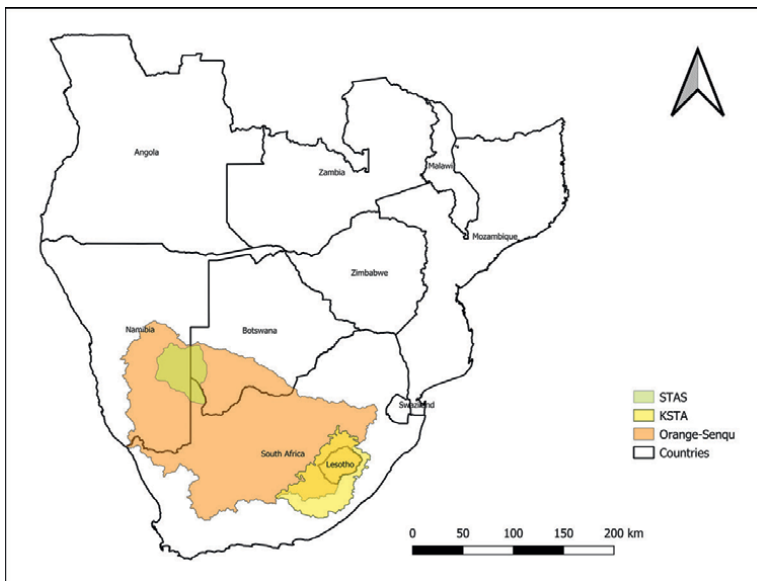 Angola
Zambia
Malawi
Mozambique
Zimbabwe
Namibia
Botswana
Swaziland
South Africa
Lesotho
STAS
KSTA
Orange-Senqu
Countries
0 50 100 150 200 km